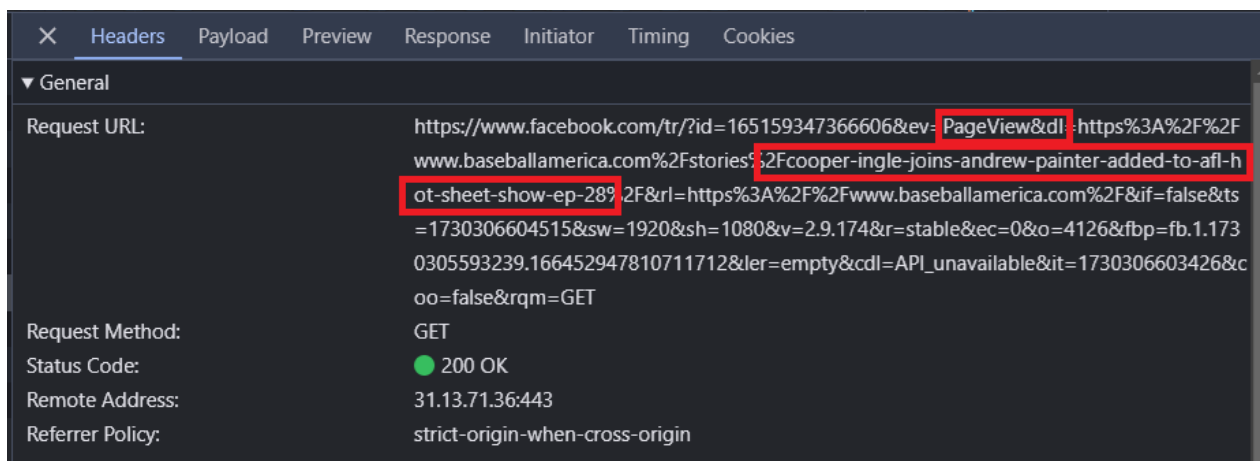 Headers Payload Preview Response Initiator Timing Cookies
General
Request URL: https://www.facebook.com/tr/?id=165159347366606&ev=PageView&dl=https%3A%2F%2F
www.baseballamerica.com%2Fstories%2Fcooper-ingle-joins-andrew-painter-added-to-afl-h
ot-sheet-show-ep-28%2F&rl=https%3A%2F%2Fwww.baseballamerica.com%2F&if=false&ts
=1730306604515&sw=1920&sh=1080&v=2.9.174&r=stable&ec=0&o=4126&fbp=fb.1.173
0305593239.166452947810711712&ler=empty&cdl=API_unavailable&it=1730306603426&c
oo=false&rqm=GET
Request Method: GET
Status Code: 200 OK
Remote Address: 31.13.71.36:443
Referrer Policy: strict-origin-when-cross-origin